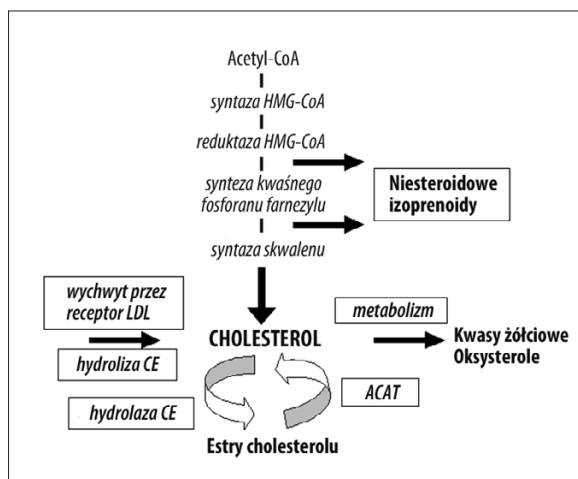 Acetyl-CoA
syntaza HMG-CoA
reduktaza HMG-CoA
synteza kwaśnego
fosforanu farnezylu
Niesteroidowe
izoprenoidy
syntaza skwalenu
wychwyt przez
receptor LDL
hydroliza CE
CHOLESTEROL
metabolizm
Kwasy żółciowe
Oksysterole
hydrolaza CE
ACAT
Estry cholesterolu